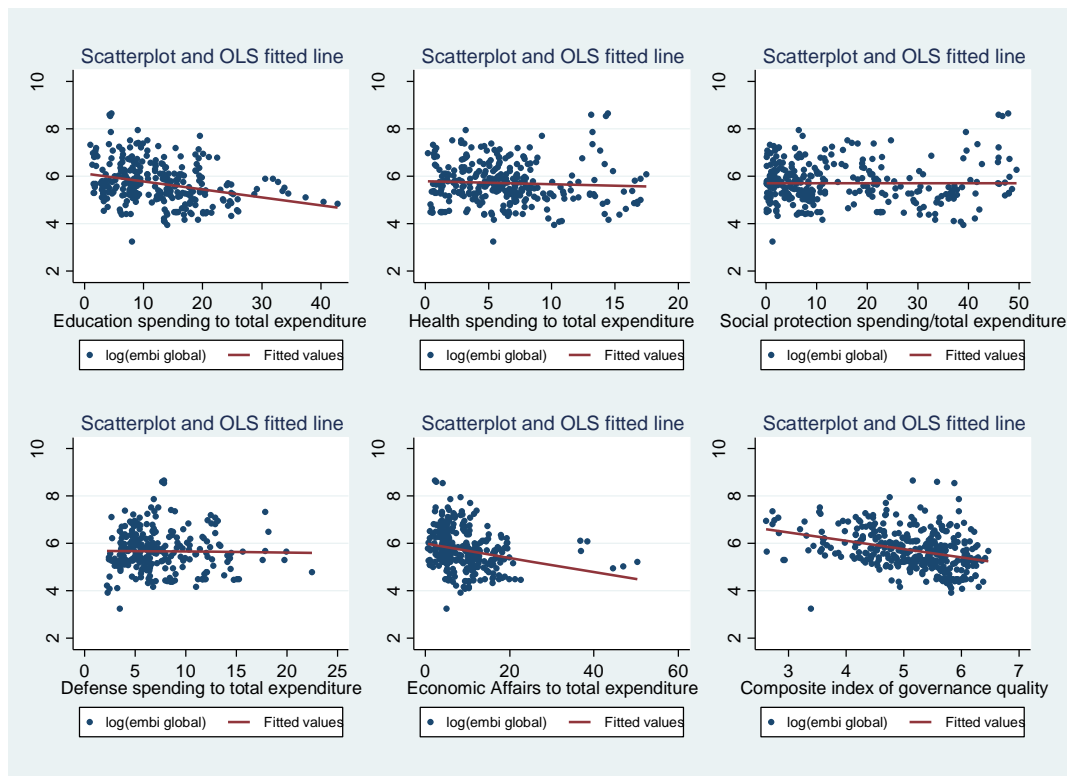 Scatterplot and OLS fitted line
10
8
6
4
2
0 10 20 30 40
Education spending to total expenditure
log(embi global) Fitted values
Scatterplot and OLS fitted line
10
8
6
4
2
0 5 10 15 20
Health spending to total expenditure
log(embi global) Fitted values
Scatterplot and OLS fitted line
10
8
6
4
2
0 10 20 30 40 50
Social protection spending/total expenditure
log(embi global) Fitted values
Scatterplot and OLS fitted line
10
8
6
4
2
0 5 10 15 20 25
Defense spending to total expenditure
log(embi global) Fitted values
Scatterplot and OLS fitted line
10
8
6
4
2
0 20 40 60
Economic Affairs to total expenditure
log(embi global) Fitted values
Scatterplot and OLS fitted line
10
8
6
4
2
3 4 5 6 7
Composite index of governance quality
log(embi global) Fitted values